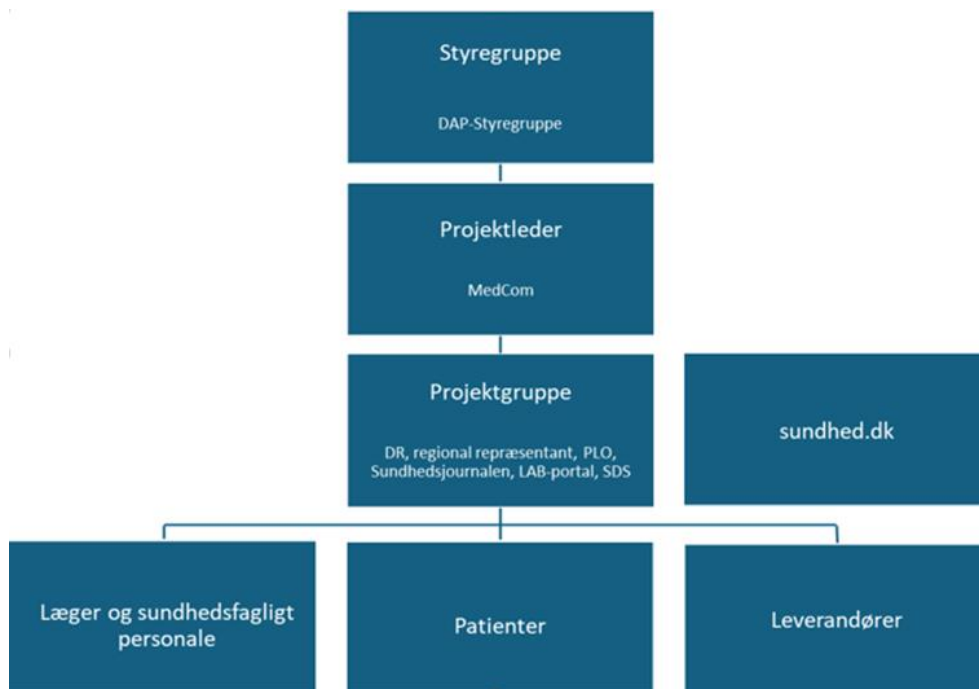 Styregruppe
DAP-Styregruppe
Projektleder
MedCom
Projektgruppe
DR, regional repræsentant, PLO,
Sundhedsjournalen, LAB-portal, SDS
sundhed.dk
Læger og sundhedsfagligt
personale
Patienter
Leverandører